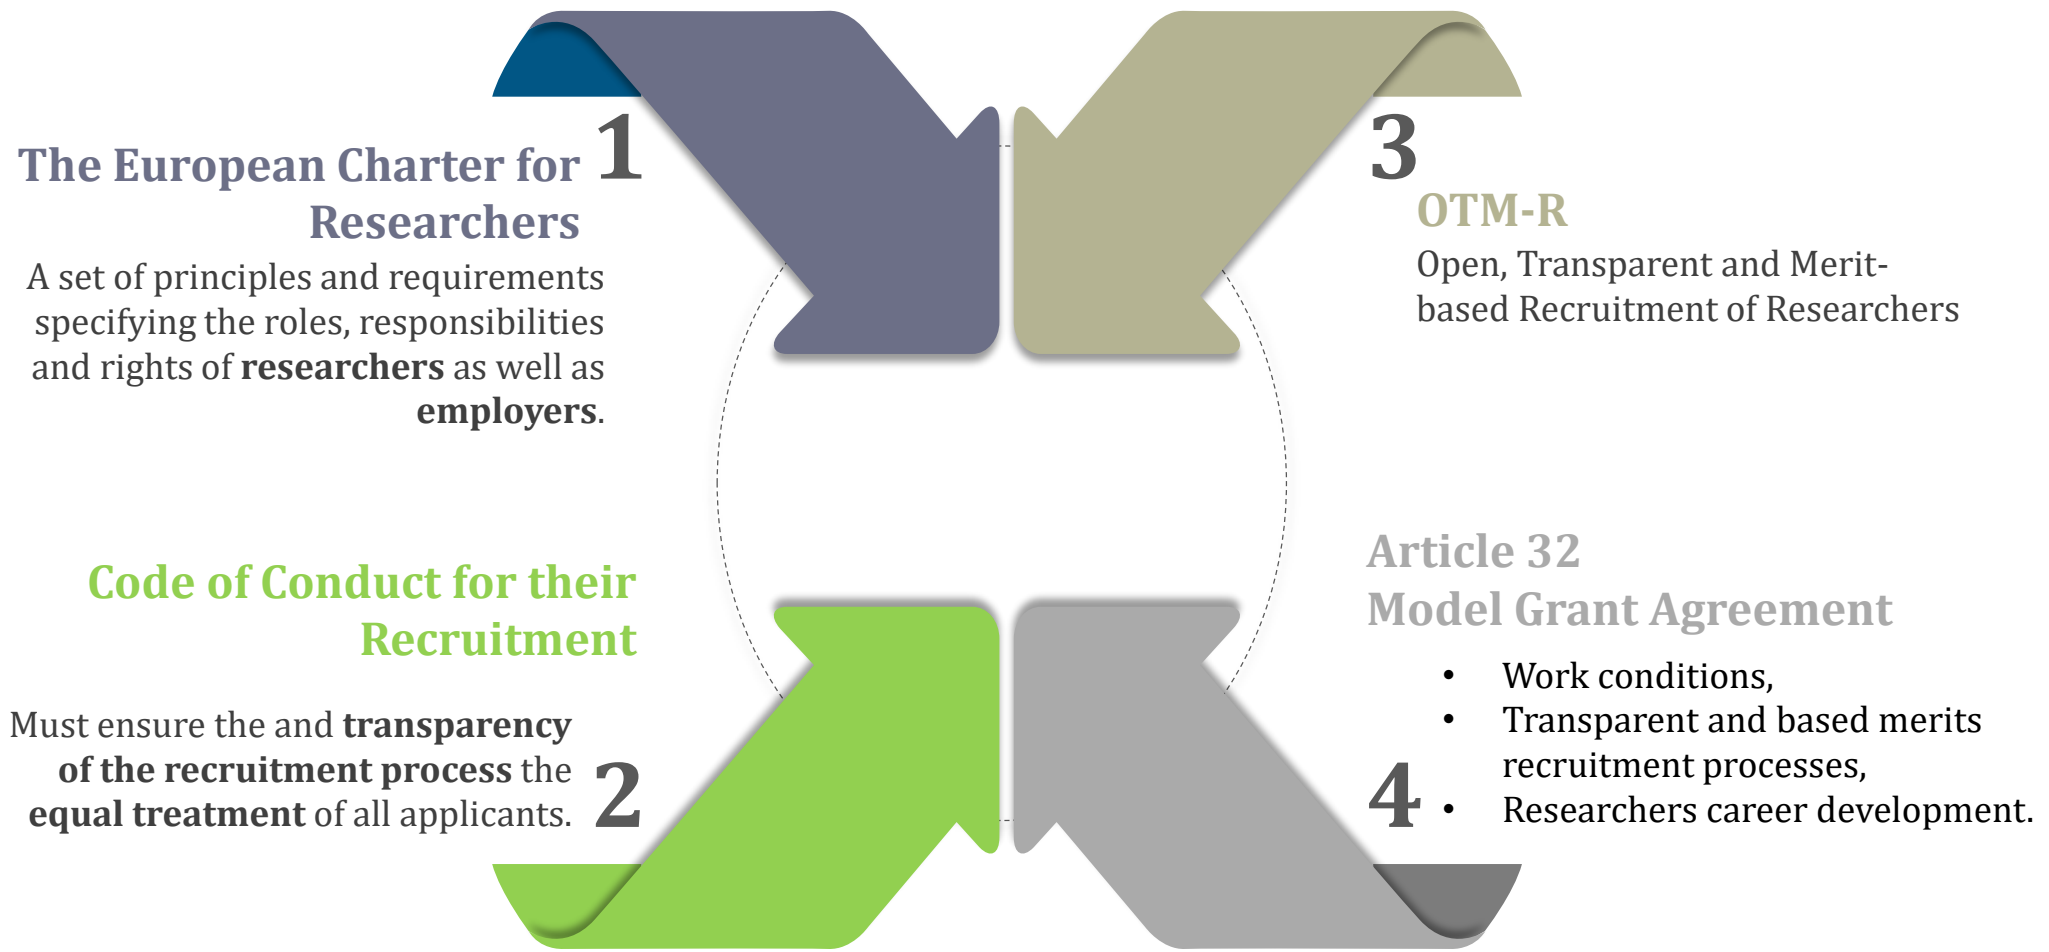 1
The European Charter for
Researchers
A set of principles and requirements
specifying the roles, responsibilities
and rights of researchers as well as
employers.
Code of Conduct for their
Recruitment
Must ensure the and transparency
of the recruitment process the
equal treatment of all applicants.
2
3
OTM-R
Open, Transparent and Merit-
based Recruitment of Researchers
Article 32
Model Grant Agreement
• Work conditions,
• Transparent and based merits
recruitment processes,
• Researchers career development.
4